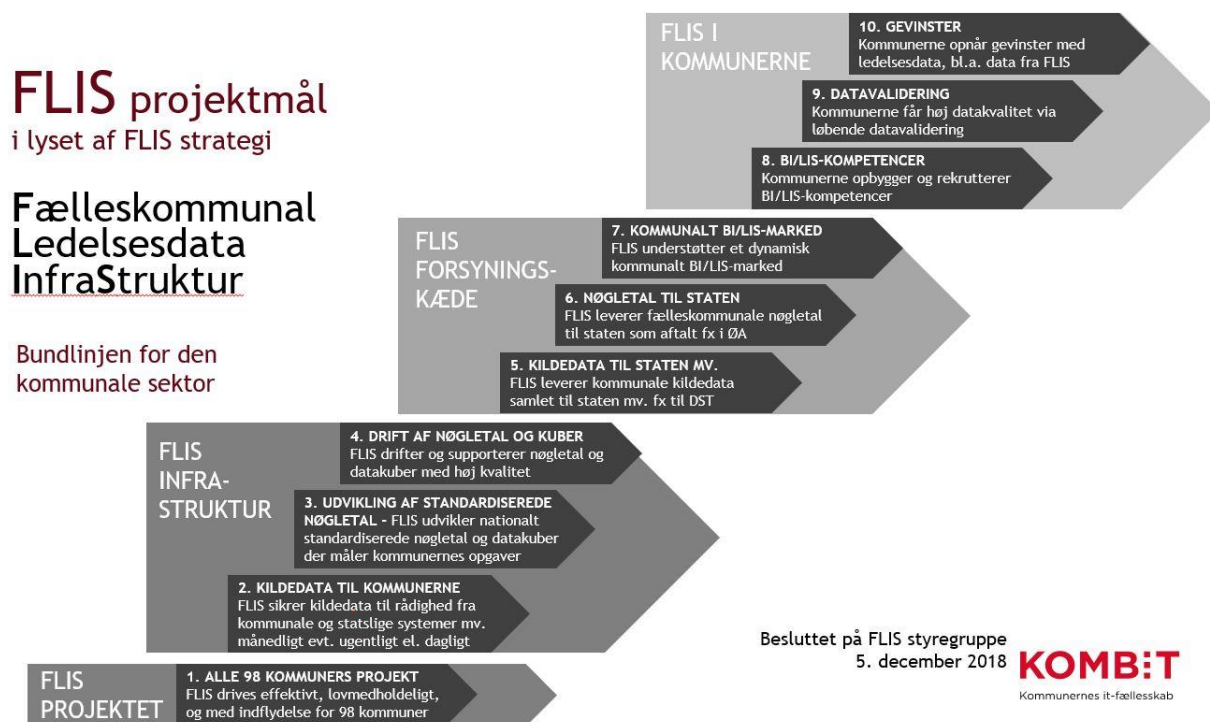 FLIS projektmål
i lyset af FLIS strategi
Fælleskommunal
Ledelsesdata
InfraStruktur
Bundlinjen for den
kommunale sektor
FLIS I
KOMMUNERNE
10. GEVINSTER
Kommunerne opnår gevinster med
ledelsesdata, bl.a. data fra FLIS
9. DATAVALIDERING
Kommunerne får høj datakvalitet via
løbende datavalidering
8. BI/LIS-KOMPETENCER
Kommunerne opbygger og rekrutterer
BI/LIS-kompetencer
FLIS
FORSYNINGS-
KÆDE
7. KOMMUNALT BI/LIS-MARKED
FLIS understøtter et dynamisk
kommunalt BI/LIS-marked
6. NØGLETAL TIL STATEN
FLIS leverer fælleskommunale nøgletal
til staten som aftalt fx i ØA
5. KILDEDATA TIL STATEN MV.
FLIS leverer kommunale kildedata
samlet til staten mv. fx til DST
FLIS
INFRA-
STRUKTUR
4. DRIFT AF NØGLETAL OG KUBER
FLIS drifter og supporterer nøgletal og
datakuber med høj kvalitet
3. UDVIKLING AF STANDARDISEREDE
NØGLETAL - FLIS udvikler nationalt
standardiserede nøgletal og datakuber
der måler kommunernes opgaver
2. KILDEDATA TIL KOMMUNERNE
FLIS sikrer kildedata til rådighed fra
kommunale og statslige systemer mv.
månedligt evt. ugentligt el. dagligt
FLIS
PROJEKTET
1. ALLE 98 KOMMUNERS PROJEKT
FLIS drives effektivt, lovmedholdeligt,
og med indflydelse for 98 kommuner
Besluttet på FLIS styregruppe
5. december 2018
KOMBIT
Kommunernes it-fællesskab